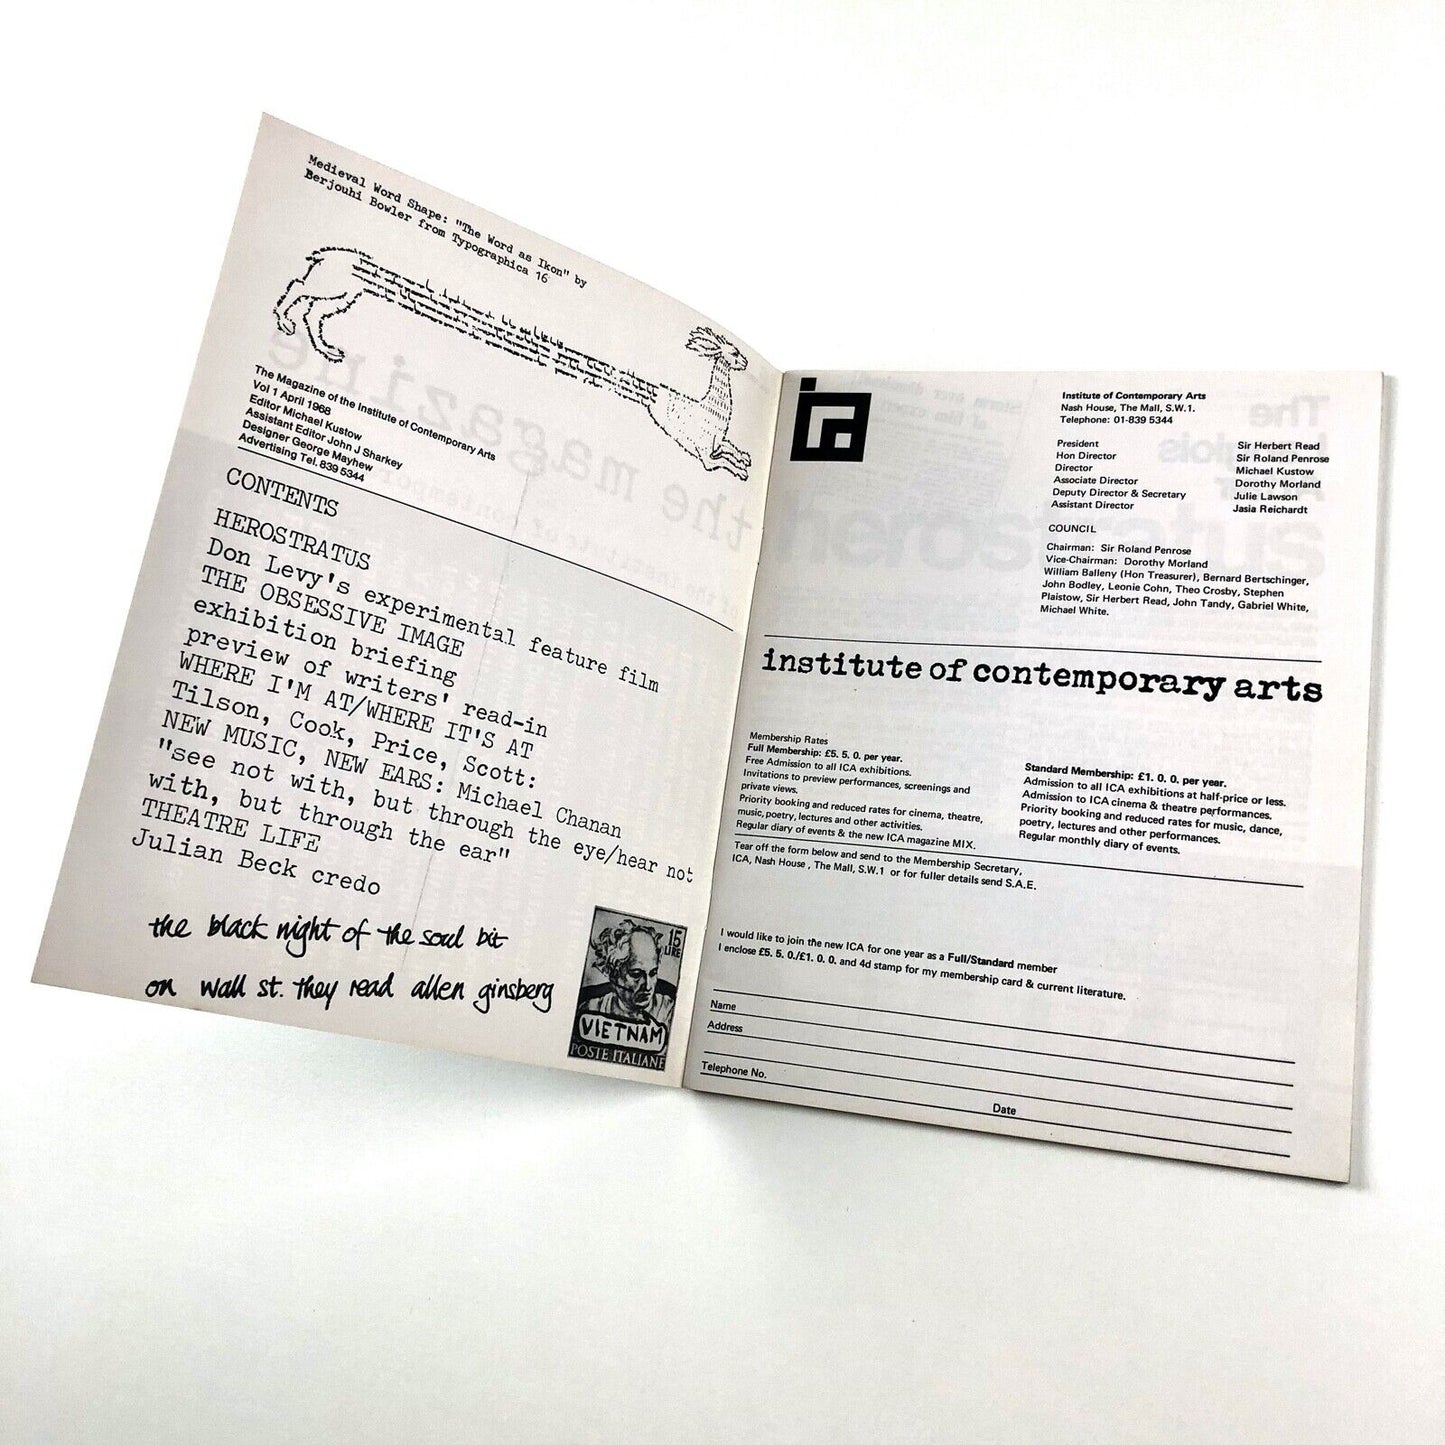 Medieval Word Shape: "The Word as Ikon" by
Berjouhi Bowler from Typographica 16
The Magazine of the Institute of Contemporary Arts
Vol 1 April 1968
Editor Michael Kustow
Assistant Editor John J Sharkey
Designer George Mayhew
Advertising Tel. 839 5344
CONTENTS
HEROSTRATUS
Don Levy's experimental feature film
THE OBSESSIVE IMAGE
exhibition briefing
preview of writers' read-in
WHERE I'M AT/WHERE IT'S AT
Tilson, Cook, Price, Scott:
NEW MUSIC, NEW EARS: Michael Chanan
"see not with, but through the eye/hear not
with, but through the ear"
THEATRE LIFE
Julian Beck credo
the black night of the soul bit
on wall st. they read allen ginsberg
15
LIRE
VIETNAM
POSTE ITALIANE
ica
Institute of Contemporary Arts
Nash House, The Mall, S.W.1.
Telephone: 01-839 5344
President Sir Herbert Read
Hon Director Sir Roland Penrose
Director Michael Kustow
Associate Director Dorothy Morland
Deputy Director & Secretary Julie Lawson
Assistant Director Jasia Reichardt
COUNCIL
Chairman: Sir Roland Penrose
Vice-Chairman: Dorothy Morland
William Balleny (Hon Treasurer), Bernard Bertschinger,
John Bodley, Leonie Cohn, Theo Crosby, Stephen
Plaistow, Sir Herbert Read, John Tandy, Gabriel White,
Michael White.
institute of contemporary arts
Membership Rates
Full Membership: £5. 5. 0. per year.
Free Admission to all ICA exhibitions.
Invitations to preview performances, screenings and
private views.
Priority booking and reduced rates for cinema, theatre,
music, poetry, lectures and other activities.
Regular diary of events & the new ICA magazine MIX.
Standard Membership: £1. 0. 0. per year.
Admission to all ICA exhibitions at half-price or less.
Admission to ICA cinema & theatre performances.
Priority booking and reduced rates for music, dance,
poetry, lectures and other performances.
Regular monthly diary of events.
Tear off the form below and send to the Membership Secretary,
ICA, Nash House, The Mall, S.W.1 or for fuller details send S.A.E.
I would like to join the new ICA for one year as a Full/Standard member
I enclose £5. 5. 0./£1. 0. 0. and 4d stamp for my membership card & current literature.
Name
Address
Telephone No.
Date